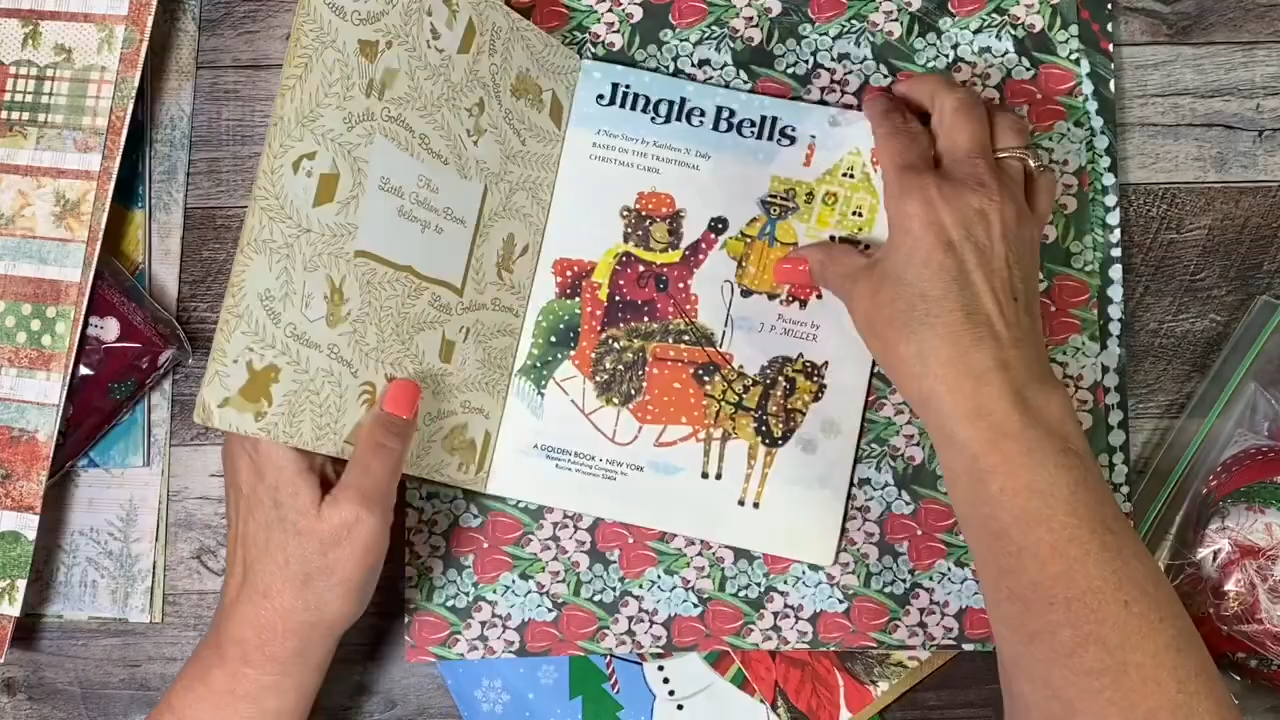 Little Golden Books
Little Golden Books
Little Golden Books
This
Little Golden Book
belongs to
Little Golden Books
Little Golden Books
Golden Books
Jingle Bells
A New Story by Kathleen N. Daly
BASED ON THE TRADITIONAL
CHRISTMAS CAROL
Pictures by
J. P. MILLER
A GOLDEN BOOK • NEW YORK
Western Publishing Company, Inc.
Racine, Wisconsin 53404